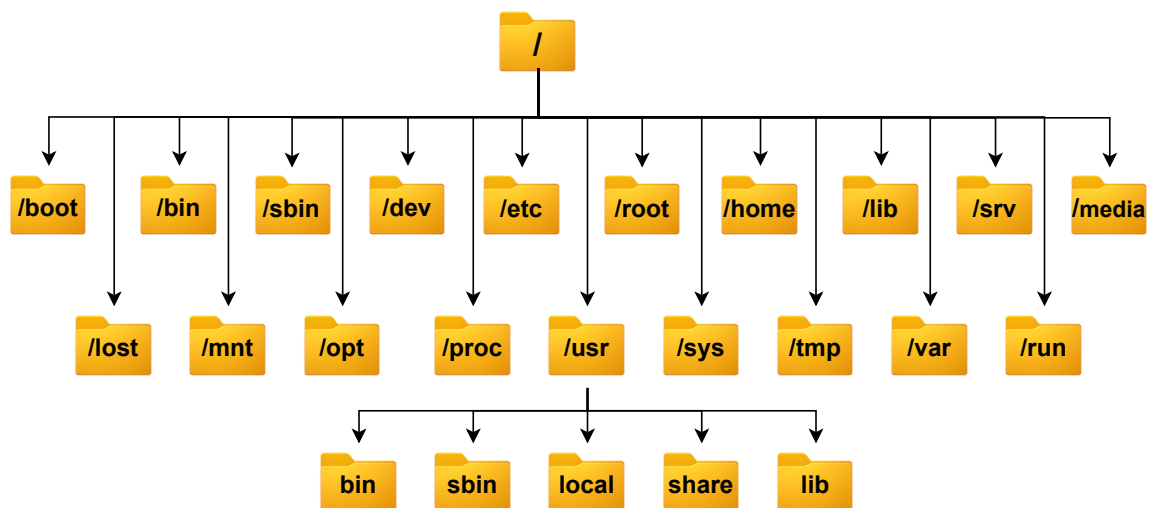 /
/boot
/bin
/sbin
/dev
/etc
/root
/home
/lib
/srv
/media
/lost
/mnt
/opt
/proc
/usr
/sys
/tmp
/var
/run
bin
sbin
local
share
lib